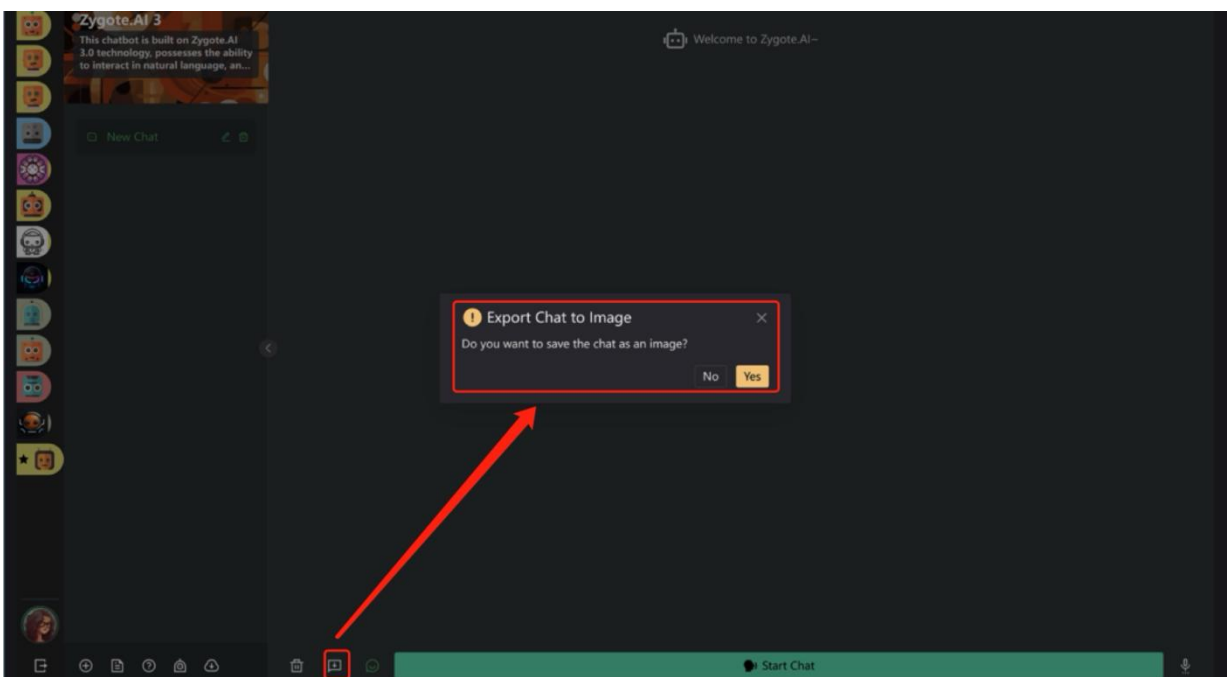 Zygote.AI 3
This chatbot is built on Zygote.AI
3.0 technology, possesses the ability
to interact in natural language, an...
Welcome to Zygote.AI~
New Chat
Export Chat to Image
Do you want to save the chat as an image?
No
Yes
Start Chat